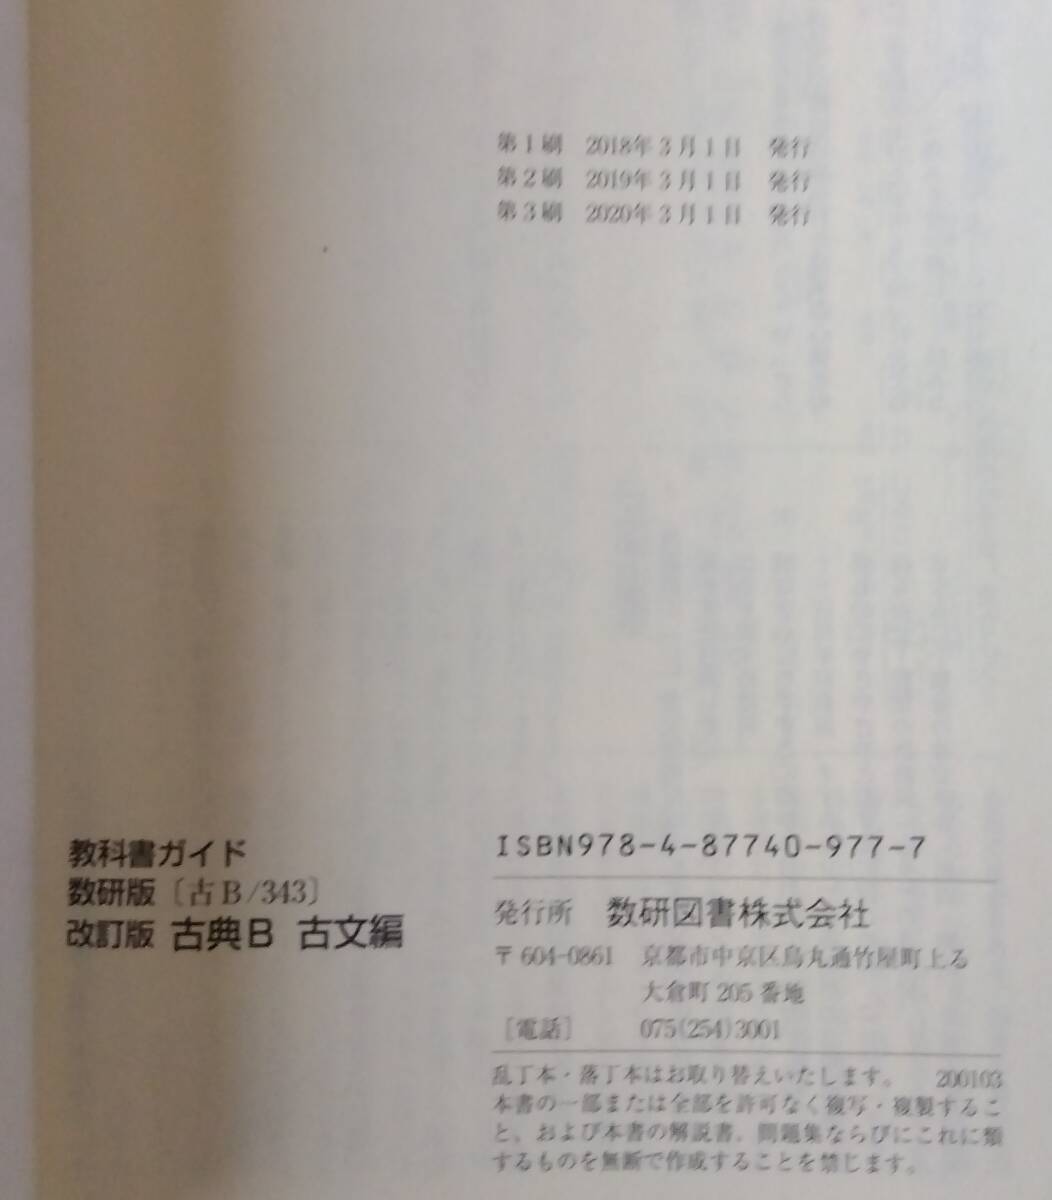 第1刷 2018年3月1日 発行
第2刷 2019年3月1日 発行
第3刷 2020年3月1日 発行
教科書ガイド
数研版〔古B/343〕
改訂版 古典B 古文編
ISBN978-4-87740-977-7
発行所 数研図書株式会社
〒604-0861 京都市中京区烏丸通竹屋町上る
大倉町205番地
［電話］ 075(254)3001
乱丁本・落丁本はお取り替えいたします。 200103
本書の一部または全部を許可なく複写・複製するこ
と、および本書の解説書、問題集ならびにこれに類
するものを無断で作成することを禁じます。